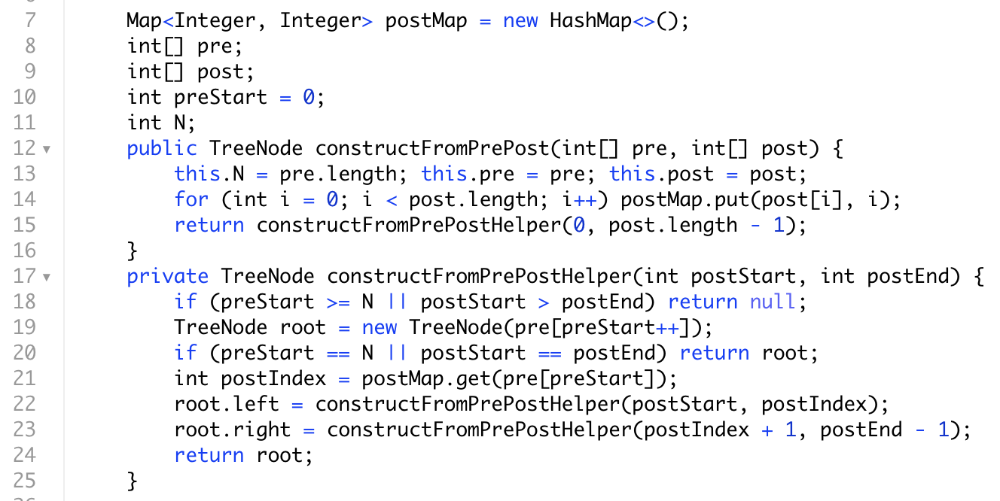 7 Map<Integer, Integer> postMap = new HashMap<>();
8 int[] pre;
9 int[] post;
10 int preStart = 0;
11 int N;
12 public TreeNode constructFromPrePost(int[] pre, int[] post) {
13 this.N = pre.length; this.pre = pre; this.post = post;
14 for (int i = 0; i < post.length; i++) postMap.put(post[i], i);
15 return constructFromPrePostHelper(0, post.length - 1);
16 }
17 private TreeNode constructFromPrePostHelper(int postStart, int postEnd) {
18 if (preStart >= N || postStart > postEnd) return null;
19 TreeNode root = new TreeNode(pre[preStart++]);
20 if (preStart == N || postStart == postEnd) return root;
21 int postIndex = postMap.get(pre[preStart]);
22 root.left = constructFromPrePostHelper(postStart, postIndex);
23 root.right = constructFromPrePostHelper(postIndex + 1, postEnd - 1);
24 return root;
25 }